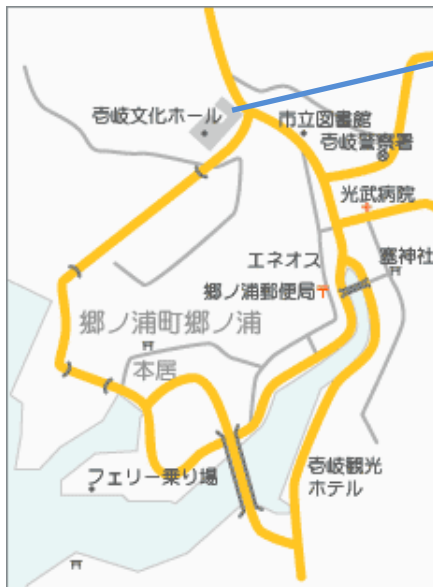 壱岐文化ホール
市立図書館
壱岐警察署
光武病院
エネオス
塞神社
郷ノ浦郵便局
郷ノ浦町郷ノ浦
本居
フェリー乗り場
壱岐観光
ホテル